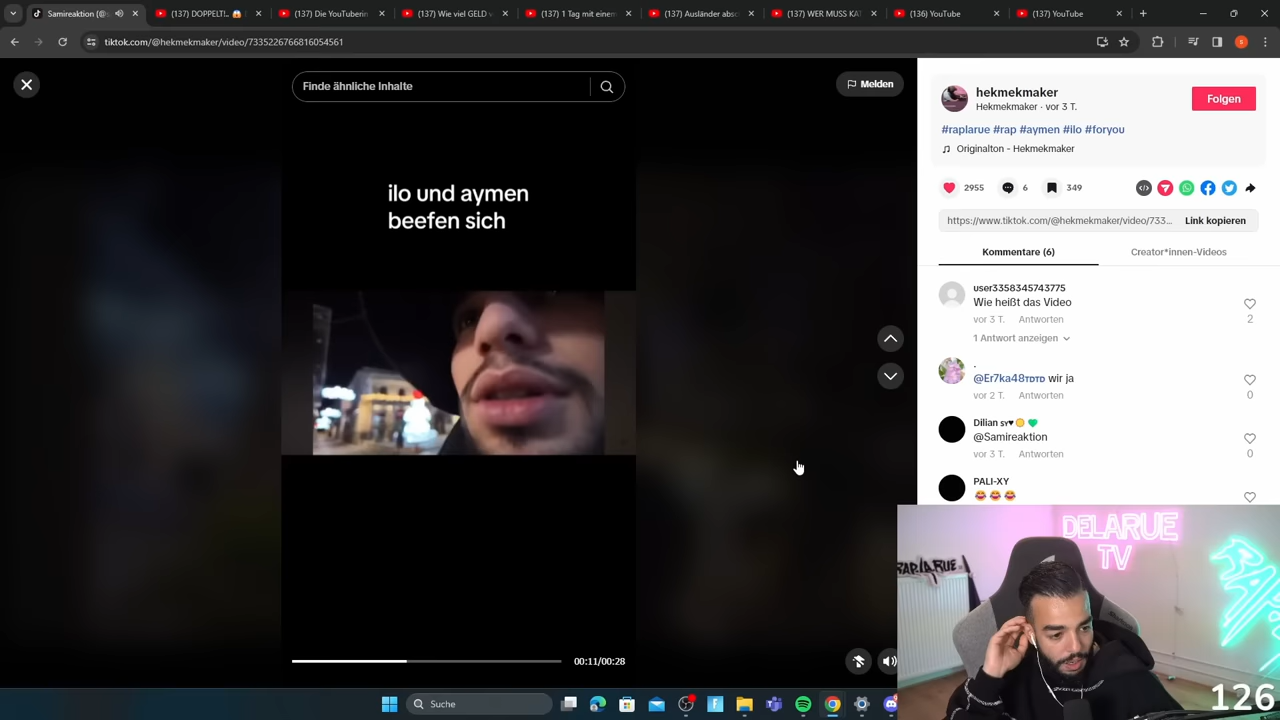 Samireaktion (@s
(137) DOPPELT!..
(137) Die YouTuberin
(137) Wie viel GELD v
(137) 1 Tag mit einem
(137) Ausländer abs
(137) WER MUSS KA
(136) YouTube
(137) YouTube
tiktok.com/@hekmekmaker/video/7335226766816054561
Finde ähnliche Inhalte
Melden
ilo und aymen
beefen sich
00:11/00:28
hekmekmaker
Hekmekmaker · vor 3 T.
Folgen
#raplarue #rap #aymen #ilo #foryou
Originalton - Hekmekmaker
2955
6
349
https://www.tiktok.com/@hekmekmaker/video/733...
Link kopieren
Kommentare (6)
Creator*innen-Videos
user3358345743775
Wie heißt das Video
vor 3 T. Antworten
2
1 Antwort anzeigen
.
@Er7ka48ᴛᴅᴛᴅ wir ja
vor 2 T. Antworten
0
Dilian
@Samireaktion
vor 3 T. Antworten
0
PALI-XY
😂😂😂
DELARUE
TV
RAPLARUE
126
Suche